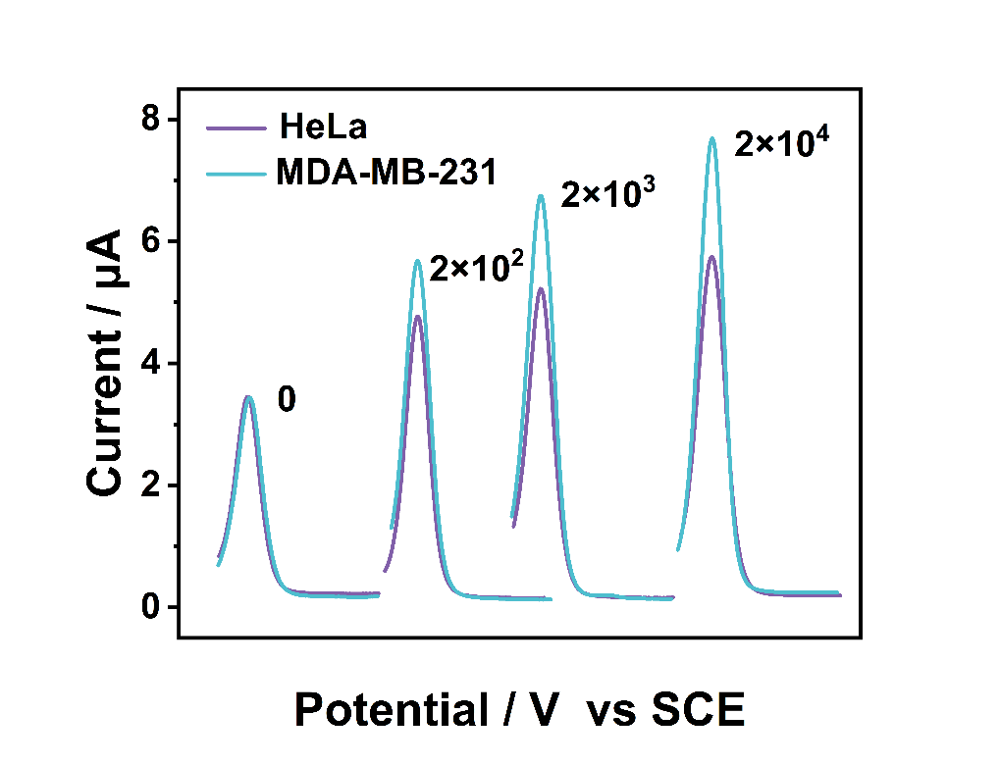 HeLa
MDA-MB-231
0
2×10²
2×10³
2×10⁴
8
6
4
2
0
Current / μA
Potential / V vs SCE